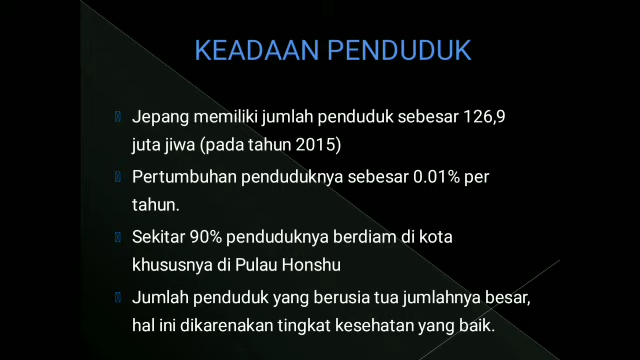 KEADAAN PENDUDUK
Jepang memiliki jumlah penduduk sebesar 126,9
juta jiwa (pada tahun 2015)
Pertumbuhan penduduknya sebesar 0.01% per
tahun.
Sekitar 90% penduduknya berdiam di kota
khususnya di Pulau Honshu
Jumlah penduduk yang berusia tua jumlahnya besar,
hal ini dikarenakan tingkat kesehatan yang baik.